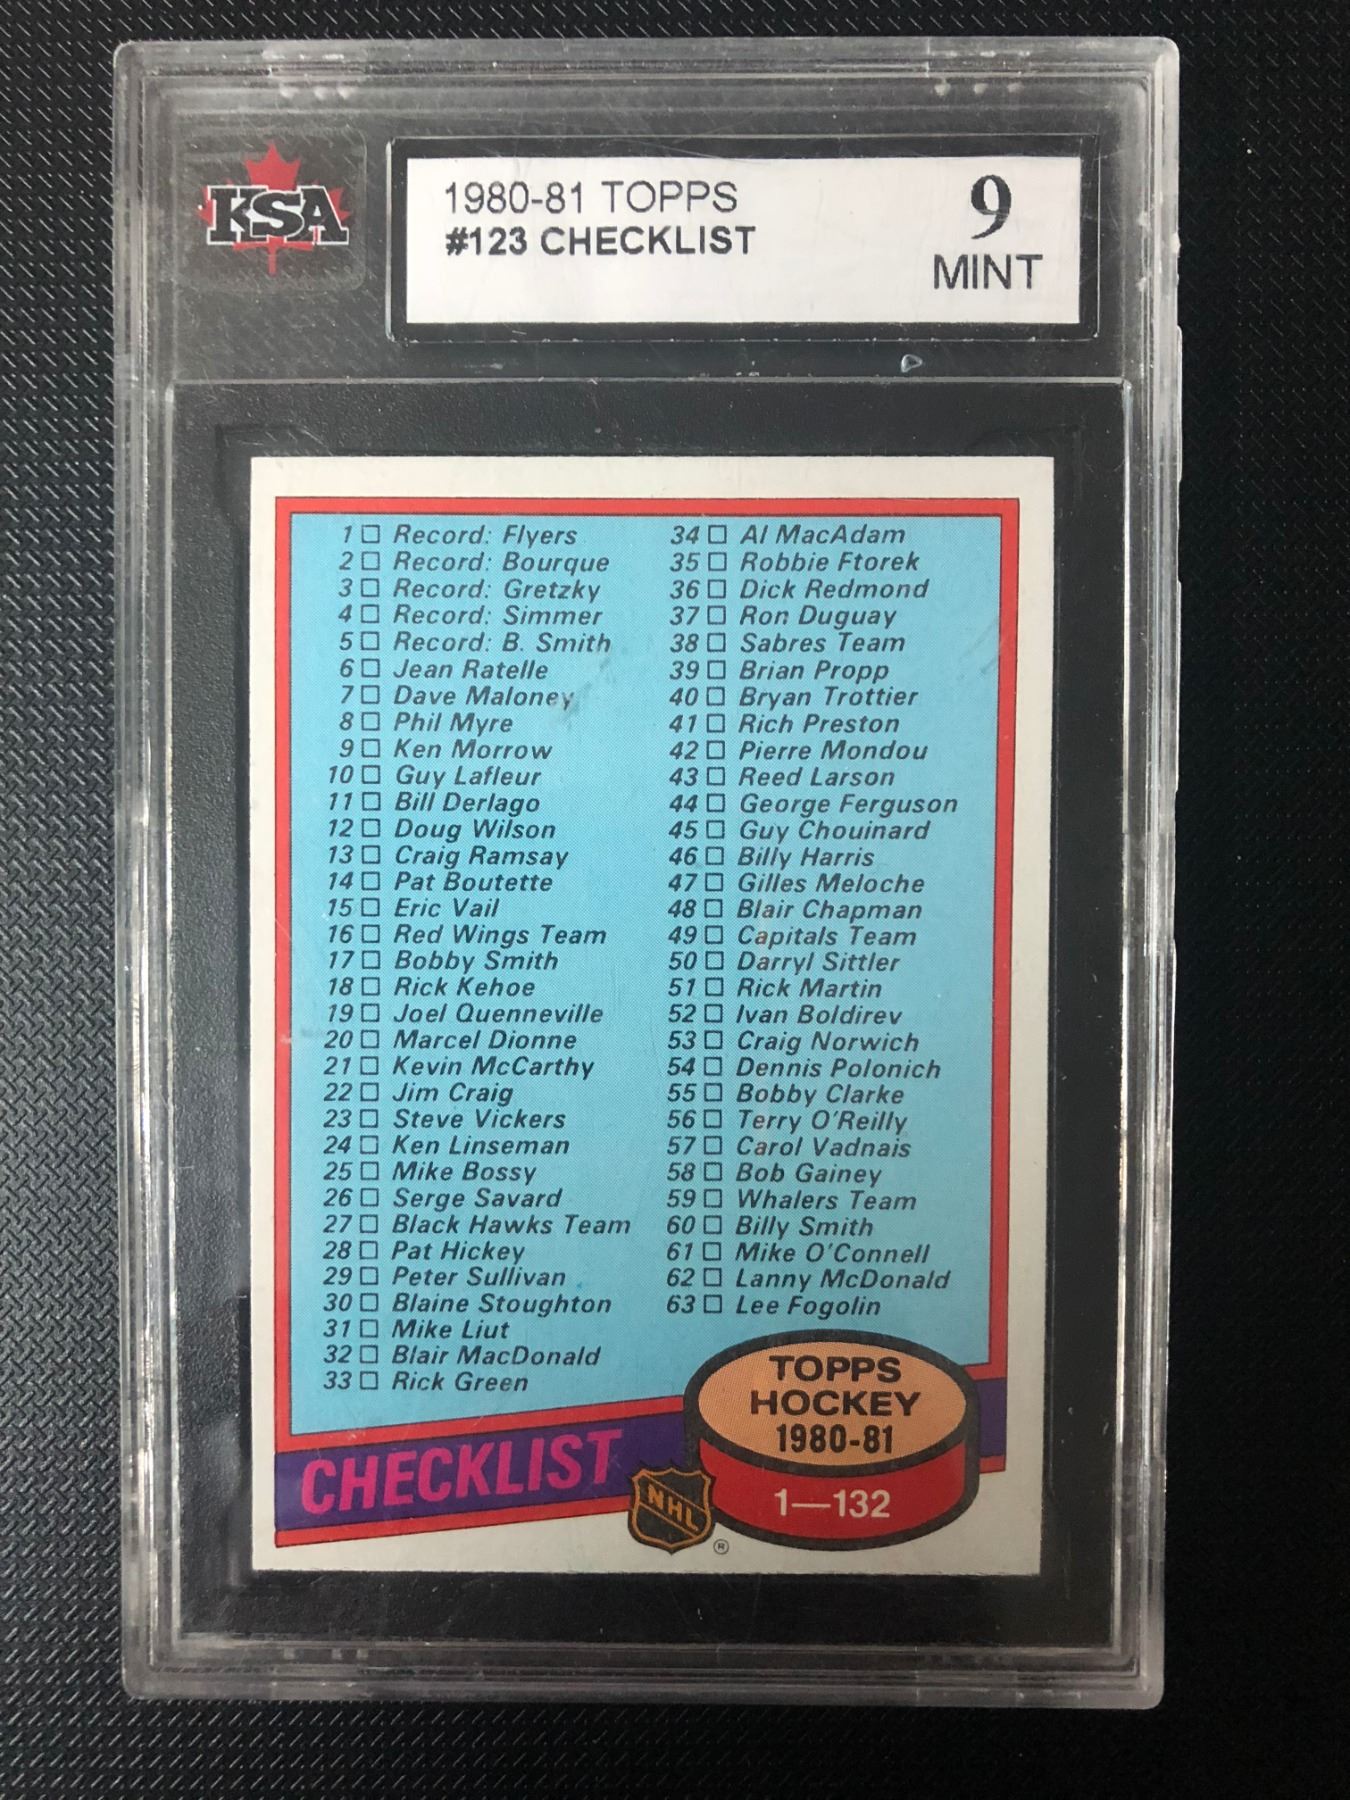 KSA
1980-81 TOPPS
#123 CHECKLIST
9
MINT
1 Record: Flyers
2 Record: Bourque
3 Record: Gretzky
4 Record: Simmer
5 Record: B. Smith
6 Jean Ratelle
7 Dave Maloney
8 Phil Myre
9 Ken Morrow
10 Guy Lafleur
11 Bill Derlago
12 Doug Wilson
13 Craig Ramsay
14 Pat Boutette
15 Eric Vail
16 Red Wings Team
17 Bobby Smith
18 Rick Kehoe
19 Joel Quenneville
20 Marcel Dionne
21 Kevin McCarthy
22 Jim Craig
23 Steve Vickers
24 Ken Linseman
25 Mike Bossy
26 Serge Savard
27 Black Hawks Team
28 Pat Hickey
29 Peter Sullivan
30 Blaine Stoughton
31 Mike Liut
32 Blair MacDonald
33 Rick Green
34 Al MacAdam
35 Robbie Ftorek
36 Dick Redmond
37 Ron Duguay
38 Sabres Team
39 Brian Propp
40 Bryan Trottier
41 Rich Preston
42 Pierre Mondou
43 Reed Larson
44 George Ferguson
45 Guy Chouinard
46 Billy Harris
47 Gilles Meloche
48 Blair Chapman
49 Capitals Team
50 Darryl Sittler
51 Rick Martin
52 Ivan Boldirev
53 Craig Norwich
54 Dennis Polonich
55 Bobby Clarke
56 Terry O'Reilly
57 Carol Vadnais
58 Bob Gainey
59 Whalers Team
60 Billy Smith
61 Mike O'Connell
62 Lanny McDonald
63 Lee Fogolin
CHECKLIST
NHL
®
TOPPS
HOCKEY
1980-81
1—132